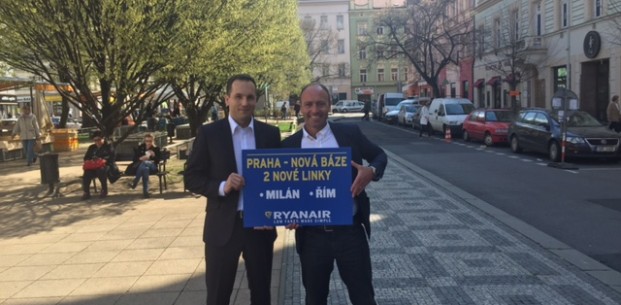 PRAHA - NOVÁ BÁZE
2 NOVÉ LINKY
• MILÁN • ŘÍM
RYANAIR
LOW FARES. MADE SIMPLE.